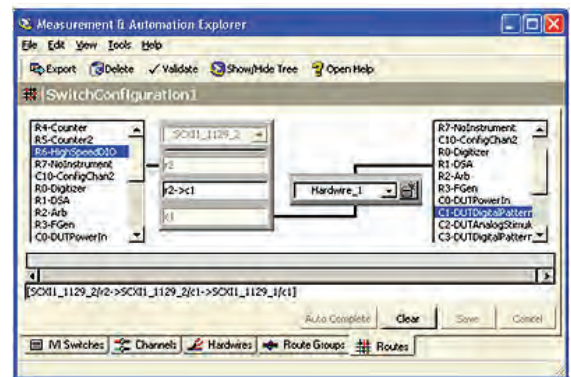 Measurement & Automation Explorer
File Edit View Tools Help
Export Delete Validate Show/Hide Tree Open Help
SwitchConfiguration1
R4-Counter
R5-Counter2
R6-HighSpeedDIO
R7-NoInstrument
C10-ConfigChan2
R0-Digitizer
R1-DSA
R2-Arb
R3-FGen
C0-DUTPowerIn
SCXI1_1129_2
r2
r2->c1
c1
Hardwire_1
R7-NoInstrument
C10-ConfigChan2
R0-Digitizer
R1-DSA
R2-Arb
R3-FGen
C0-DUTPowerIn
C1-DUTDigitalPattern
C2-DUTAnalogStimuk
C3-DUTDigitalPattern
[SCXI1_1129_2/r2->SCXI1_1129_2/c1->SCXI1_1129_1/c1]
Auto Complete Clear Save Cancel
IVI Switches Channels Hardwires Route Groups Routes